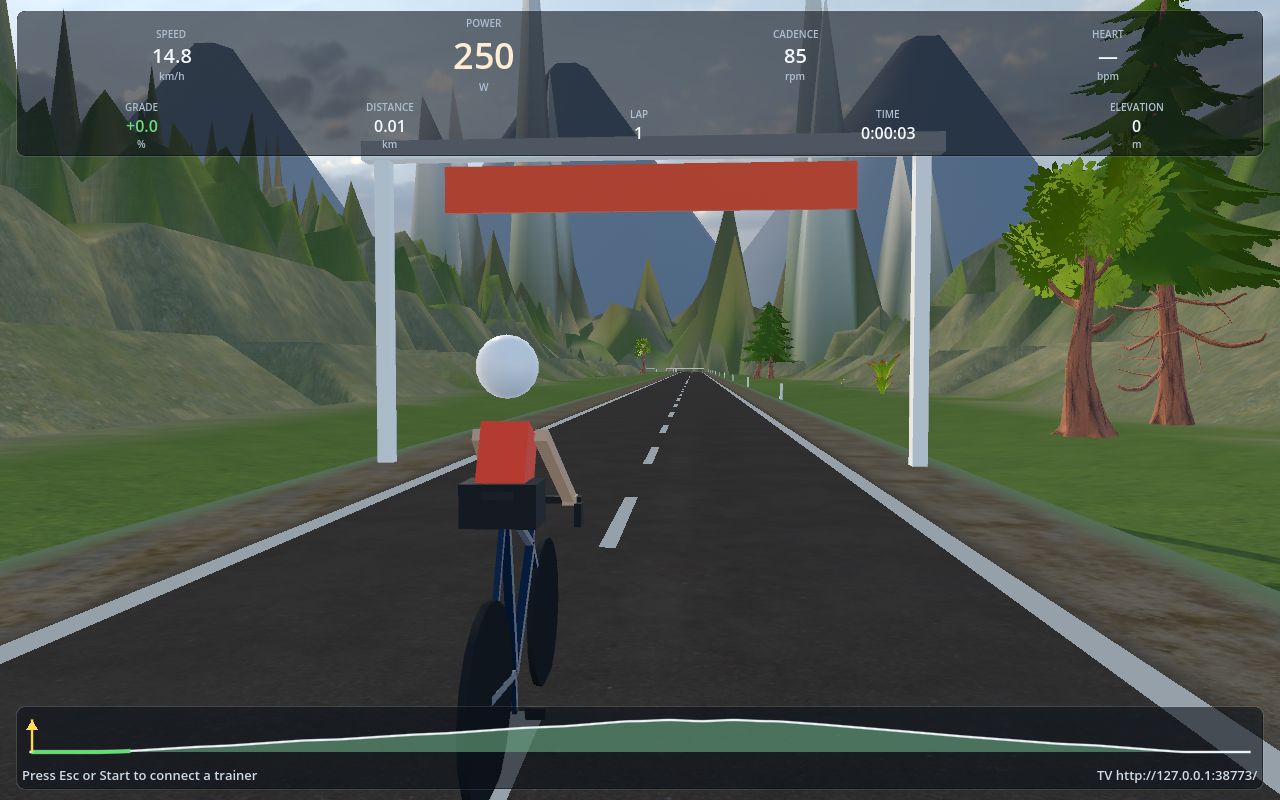 SPEED
14.8
km/h
POWER
250
W
CADENCE
85
rpm
HEART
—
bpm
GRADE
+0.0
%
DISTANCE
0.01
km
LAP
1
TIME
0:00:03
ELEVATION
0
m
Press Esc or Start to connect a trainer
TV http://127.0.0.1:38773/